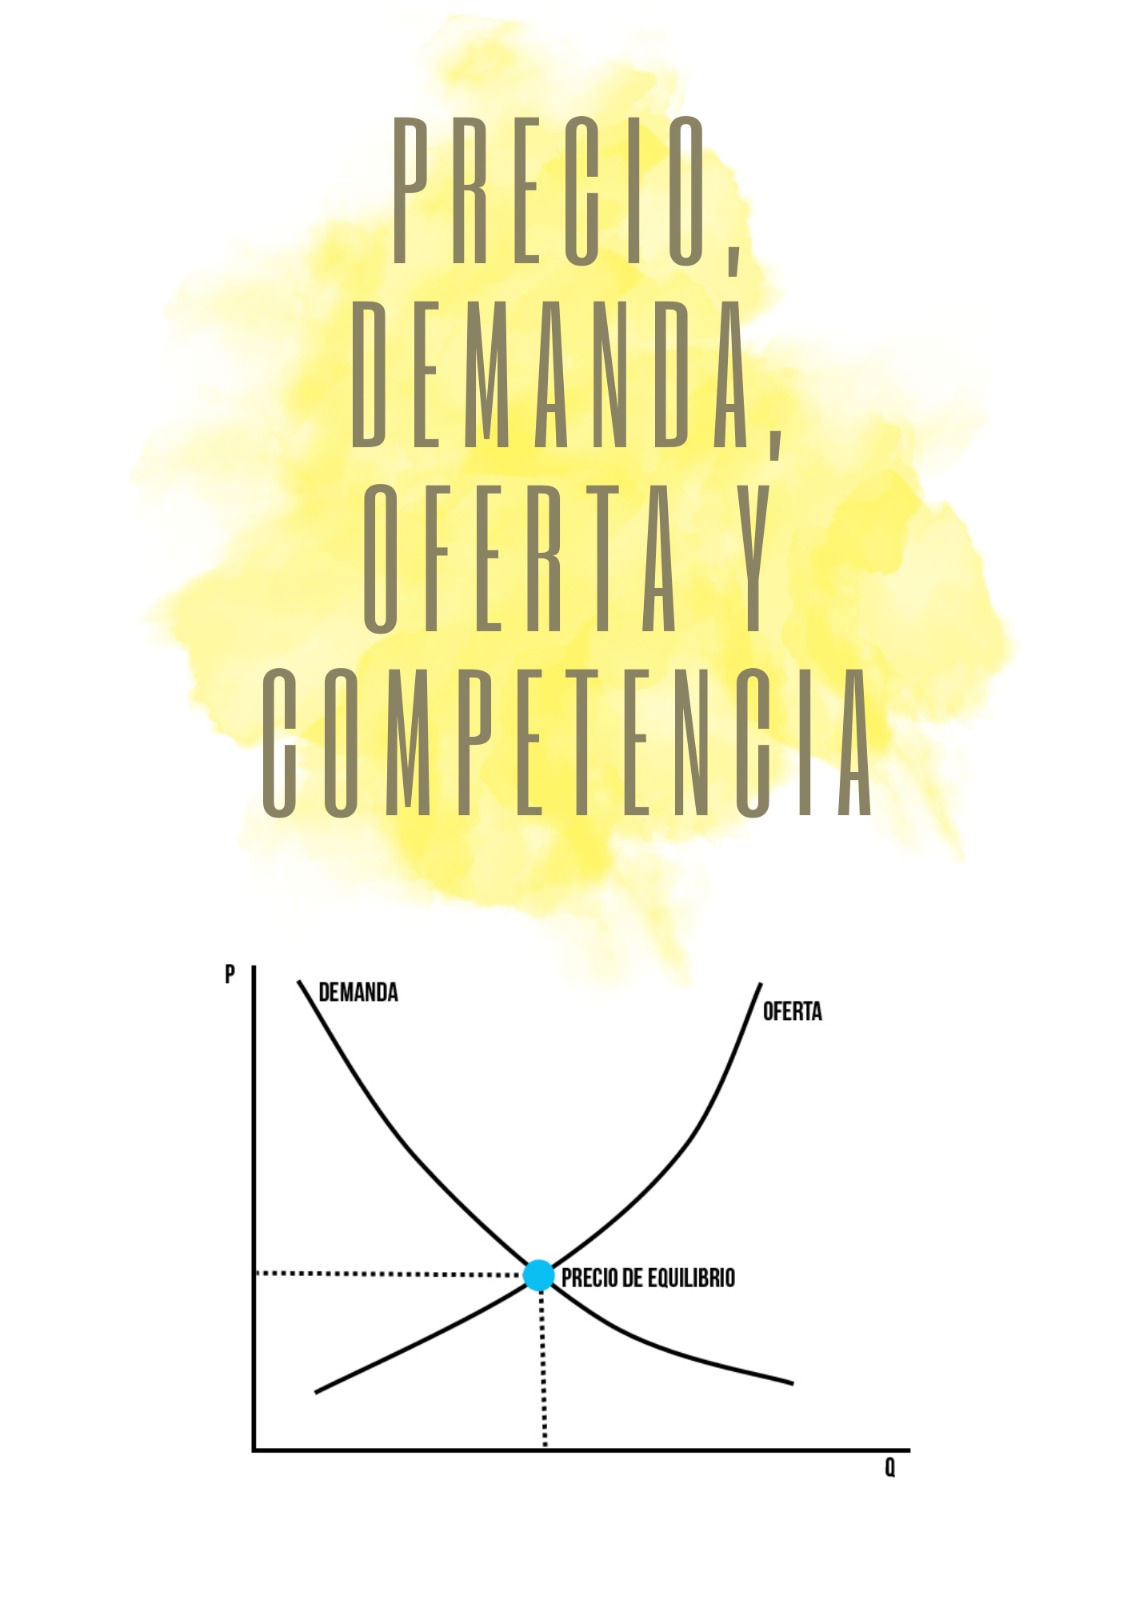 PRECIO,
DEMANDA,
OFERTA Y
COMPETENCIA
P
DEMANDA
OFERTA
PRECIO DE EQUILIBRIO
Q